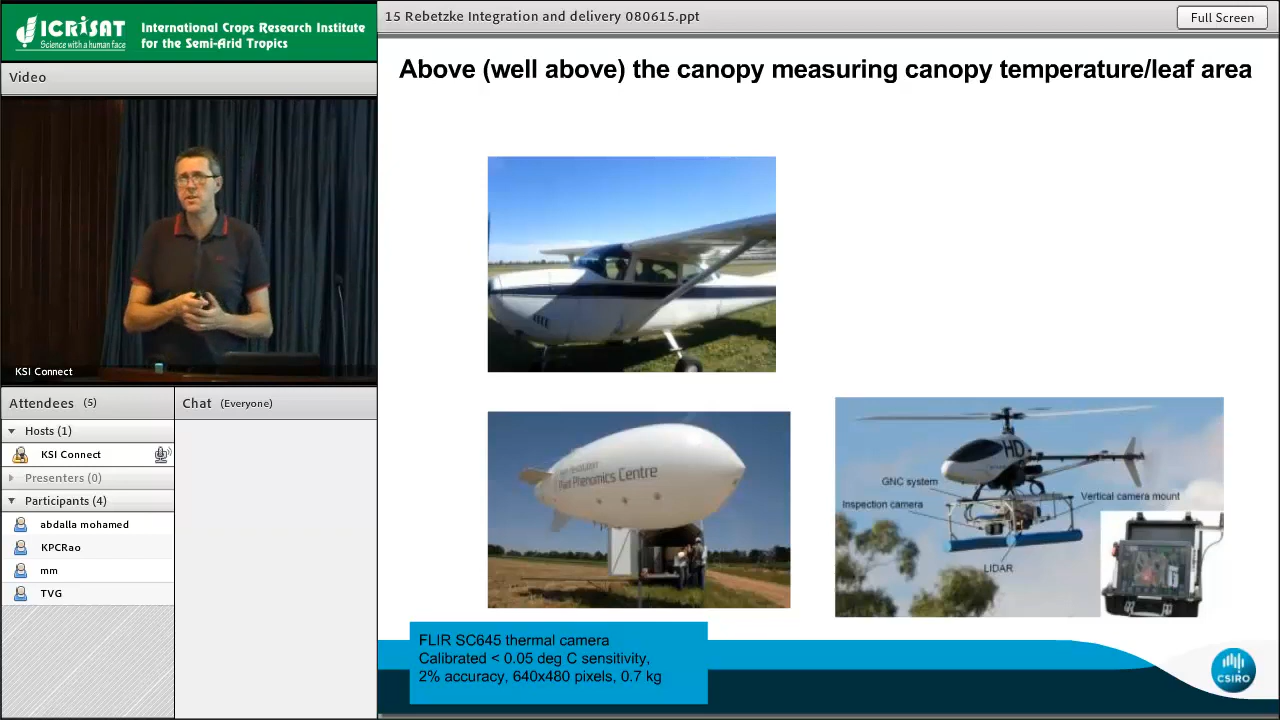 ICRISAT
Science with a human face
International Crops Research Institute
for the Semi-Arid Tropics
15 Rebetzke Integration and delivery 080615.ppt
Full Screen
Video
Above (well above) the canopy measuring canopy temperature/leaf area
KSI Connect
Plant Phenomics Centre
HD
GNC system
Inspection camera
Vertical camera mount
LIDAR
Attendees (5)
Chat (Everyone)
Hosts (1)
KSI Connect
Presenters (0)
Participants (4)
abdalla mohamed
KPCRao
mm
TVG
FLIR SC645 thermal camera
Calibrated < 0.05 deg C sensitivity,
2% accuracy, 640x480 pixels, 0.7 kg
CSIRO